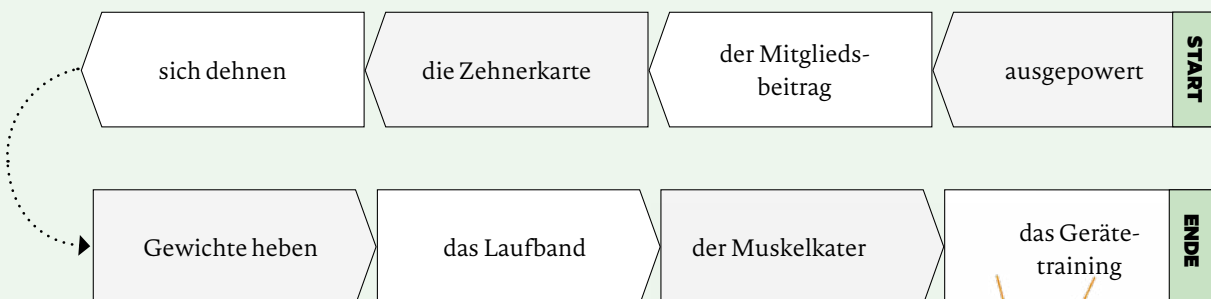 START
ausgepowert
der Mitglieds-
beitrag
die Zehnerkarte
sich dehnen
Gewichte heben
das Laufband
der Muskelkater
das Geräte-
training
ENDE